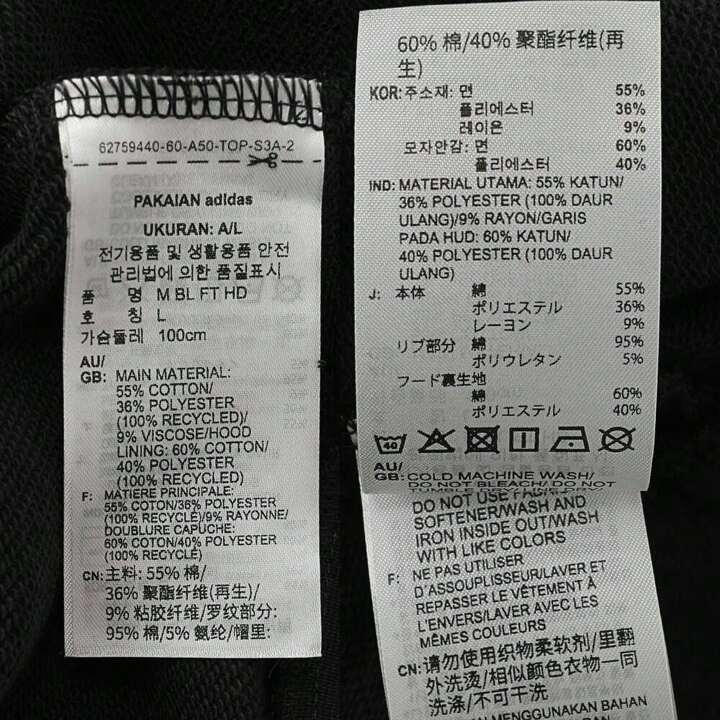 62759440-60-A50-TOP-S3A-2
PAKAIAN adidas
UKURAN: A/L
전기용품 및 생활용품 안전
관리법에 의한 품질표시
품 명 M BL FT HD
호 칭 L
가슴둘레 100cm
AU/
GB: MAIN MATERIAL:
55% COTTON/
36% POLYESTER
(100% RECYCLED)/
9% VISCOSE/HOOD
LINING: 60% COTTON/
40% POLYESTER
(100% RECYCLED)
F: MATIÈRE PRINCIPALE:
55% COTON/36% POLYESTER
(100% RECYCLÉ)/9% RAYONNE/
DOUBLURE CAPUCHE:
60% COTON/40% POLYESTER
(100% RECYCLÉ)
CN: 主料: 55% 棉/
36% 聚酯纤维(再生)/
9% 粘胶纤维/罗纹部分:
95% 棉/5% 氨纶/帽里:
60% 棉/40% 聚酯纤维(再
生)
KOR: 주소재: 면 55%
폴리에스터 36%
레이온 9%
모자안감: 면 60%
폴리에스터 40%
IND: MATERIAL UTAMA: 55% KATUN/
36% POLYESTER (100% DAUR
ULANG)/9% RAYON/GARIS
PADA HUD: 60% KATUN/
40% POLYESTER (100% DAUR
ULANG)
J: 本体 綿 55%
ポリエステル 36%
レーヨン 9%
リブ部分 綿 95%
ポリウレタン 5%
フード裏生地
綿 60%
ポリエステル 40%
40
AU/
GB: COLD MACHINE WASH/
DO NOT BLEACH/ DO NOT
DO NOT USE FABRIC
SOFTENER/WASH AND
IRON INSIDE OUT/WASH
WITH LIKE COLORS
F: NE PAS UTILISER
D'ASSOUPLISSEUR/LAVER ET
REPASSER LE VÊTEMENT À
L'ENVERS/LAVER AVEC LES
MÊMES COULEURS
CN: 请勿使用织物柔软剂/里翻
外洗烫/相似颜色衣物一同
洗涤/不可干洗
MENGGUNAKAN BAHAN